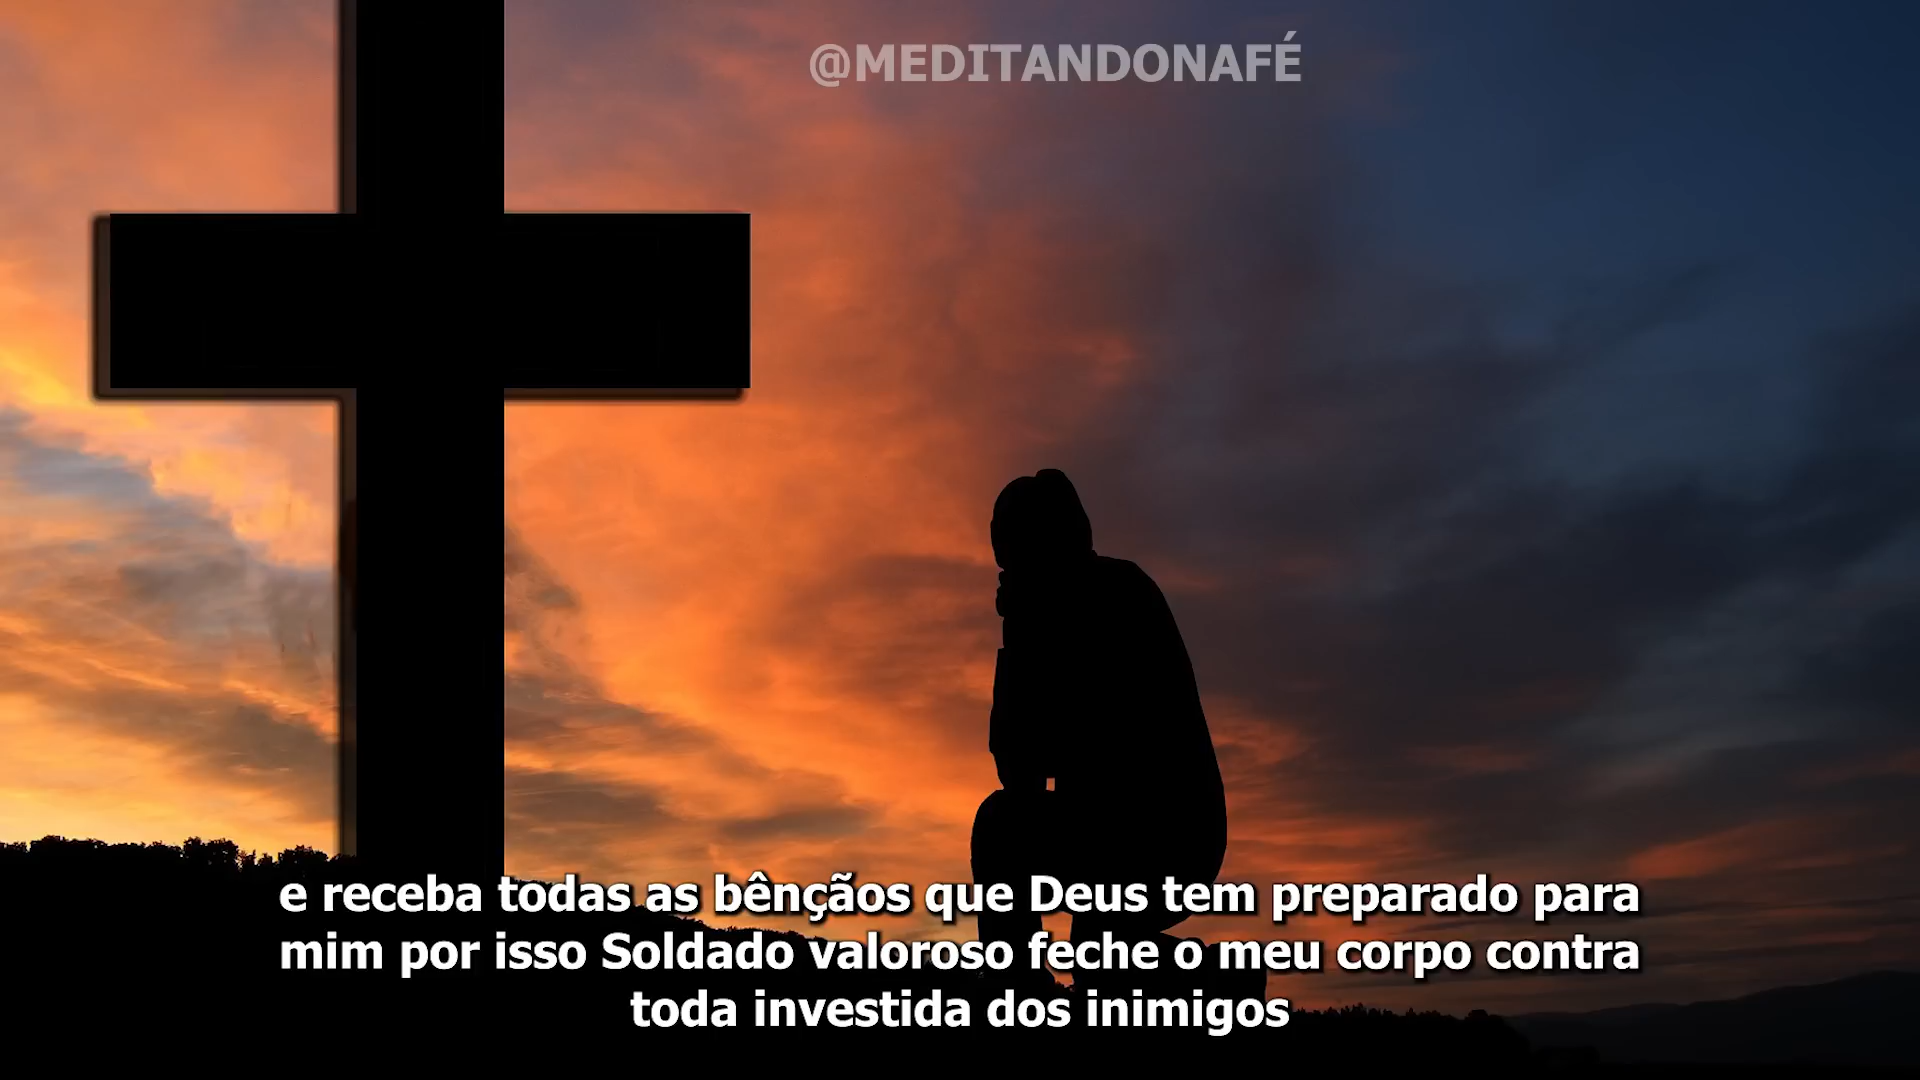 @MEDITANDONAFÉ
e receba todas as bênçãos que Deus tem preparado para
mim por isso Soldado valoroso feche o meu corpo contra
toda investida dos inimigos